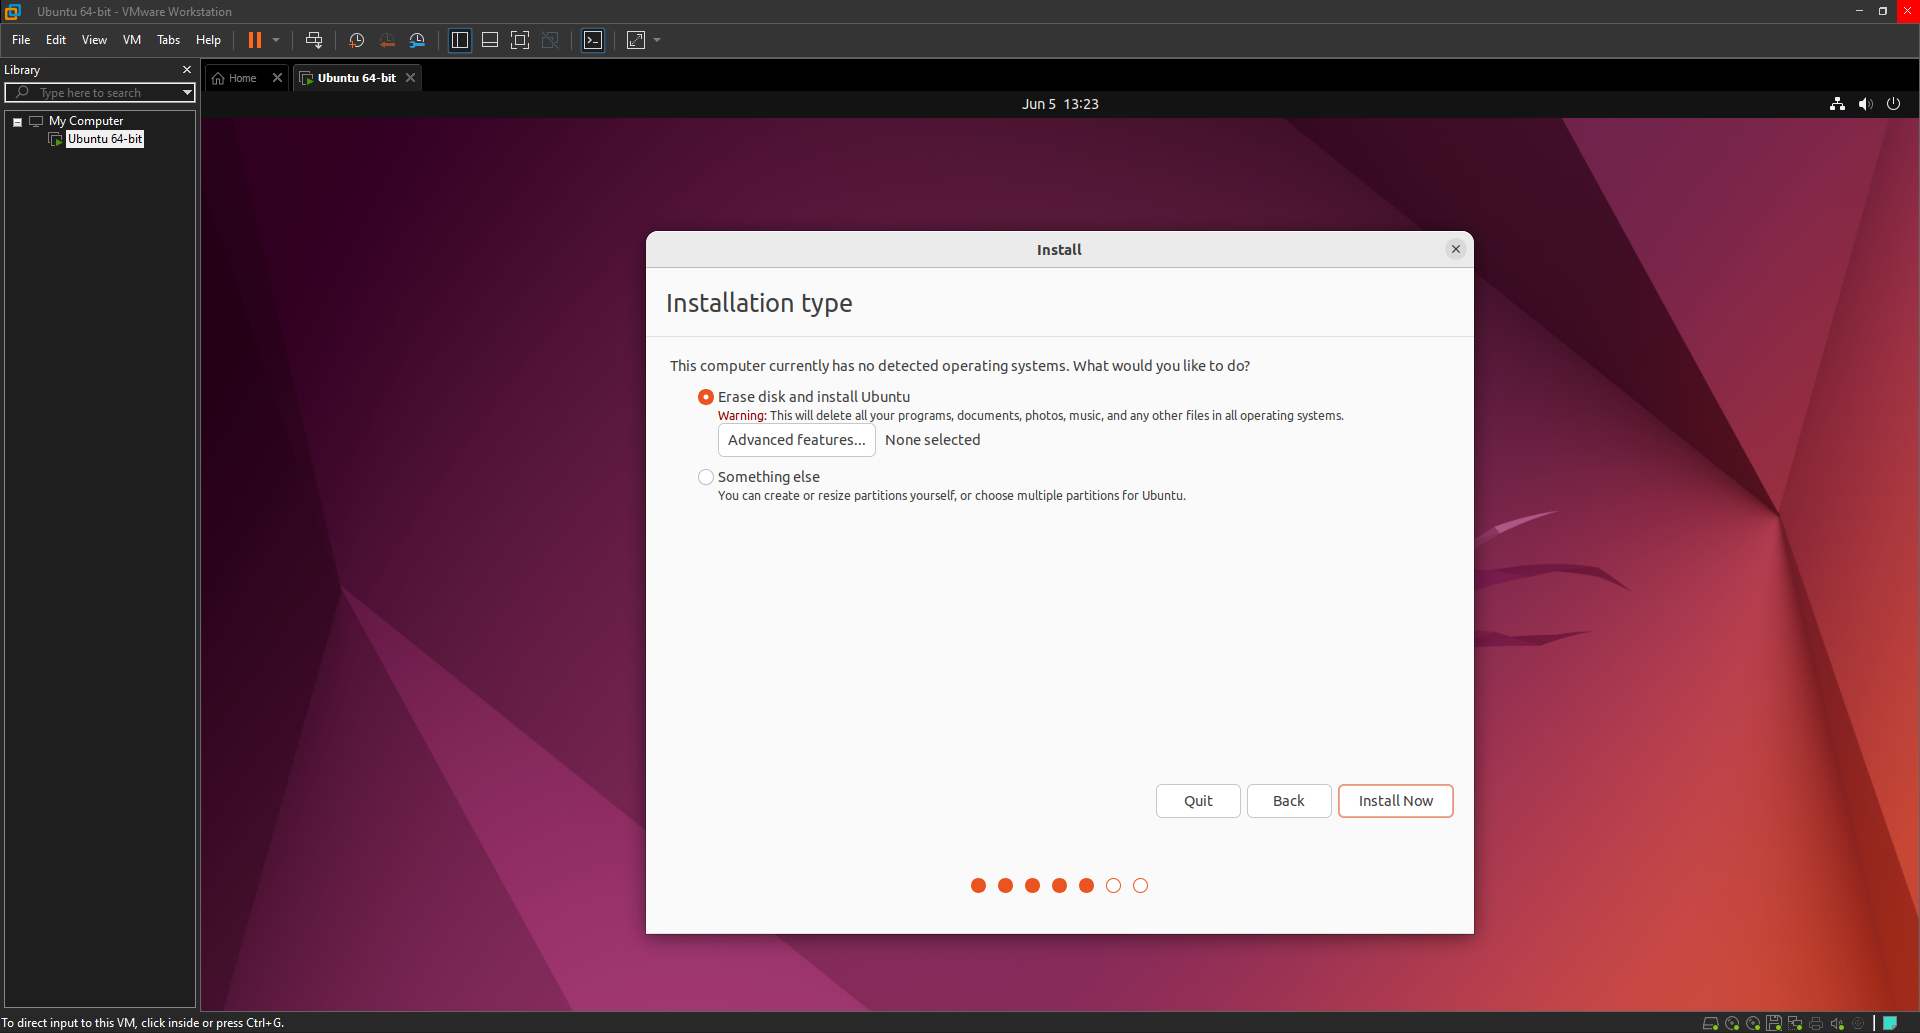 Ubuntu 64-bit - VMware Workstation
File Edit View VM Tabs Help
Library
Type here to search
My Computer
Ubuntu 64-bit
Home
Ubuntu 64-bit
Jun 5 13:23
Install
Installation type
This computer currently has no detected operating systems. What would you like to do?
Erase disk and install Ubuntu
Warning: This will delete all your programs, documents, photos, music, and any other files in all operating systems.
Advanced features... None selected
Something else
You can create or resize partitions yourself, or choose multiple partitions for Ubuntu.
Quit Back Install Now
To direct input to this VM, click inside or press Ctrl+G.